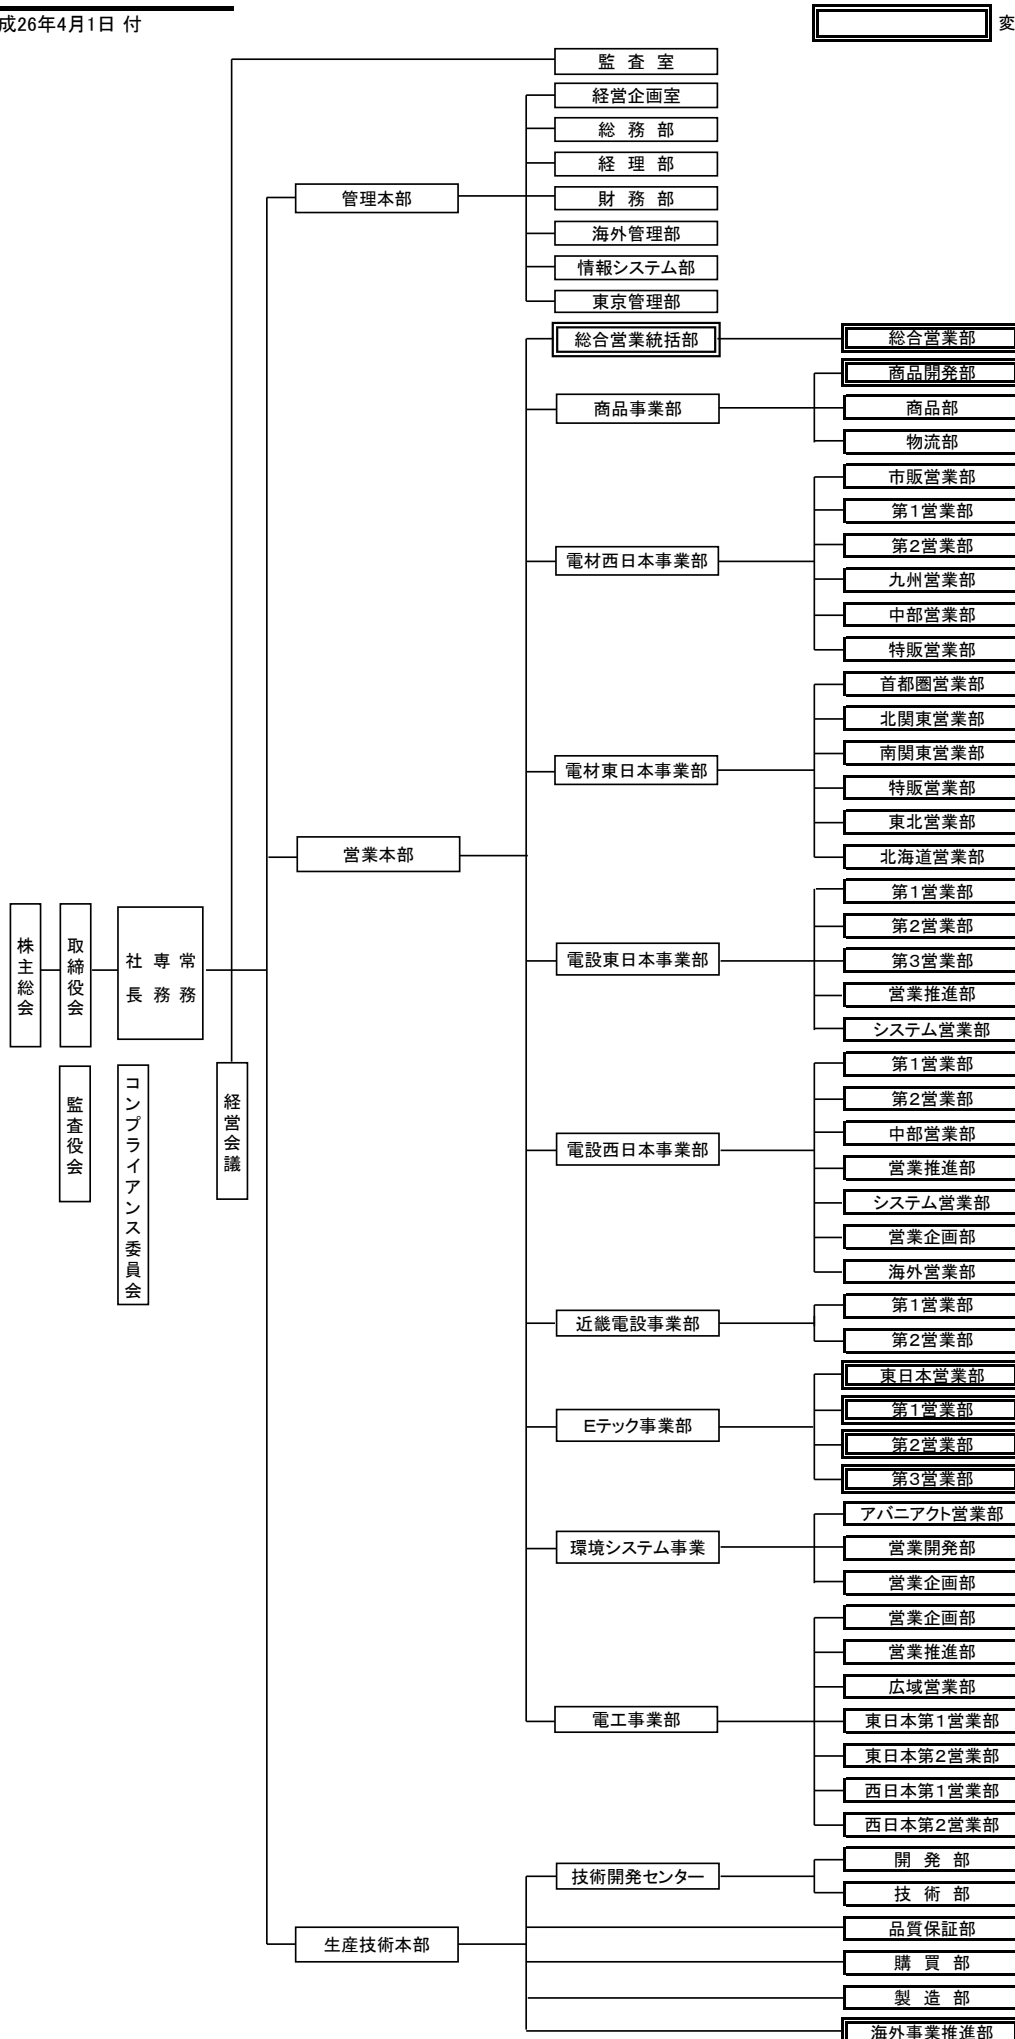 成26年4月1日 付
変
監 査 室
経営企画室
総 務 部
経 理 部
管理本部
財 務 部
海外管理部
情報システム部
東京管理部
総合営業統括部
総合営業部
商品開発部
商品事業部
商品部
物流部
市販営業部
第1営業部
第2営業部
電材西日本事業部
九州営業部
中部営業部
特販営業部
首都圏営業部
北関東営業部
南関東営業部
電材東日本事業部
特販営業部
東北営業部
営業本部
北海道営業部
第1営業部
第2営業部
電設東日本事業部
第3営業部
営業推進部
システム営業部
株主総会
取締役会
社長
専務
常務
監査役会
コンプライアンス委員会
経営会議
第1営業部
第2営業部
中部営業部
電設西日本事業部
営業推進部
システム営業部
営業企画部
海外営業部
第1営業部
近畿電設事業部
第2営業部
東日本営業部
第1営業部
Eテック事業部
第2営業部
第3営業部
アバニアクト営業部
環境システム事業
営業開発部
営業企画部
営業企画部
営業推進部
広域営業部
電工事業部
東日本第1営業部
東日本第2営業部
西日本第1営業部
西日本第2営業部
開 発 部
技術開発センター
技 術 部
品質保証部
生産技術本部
購 買 部
製 造 部
海外事業推進部